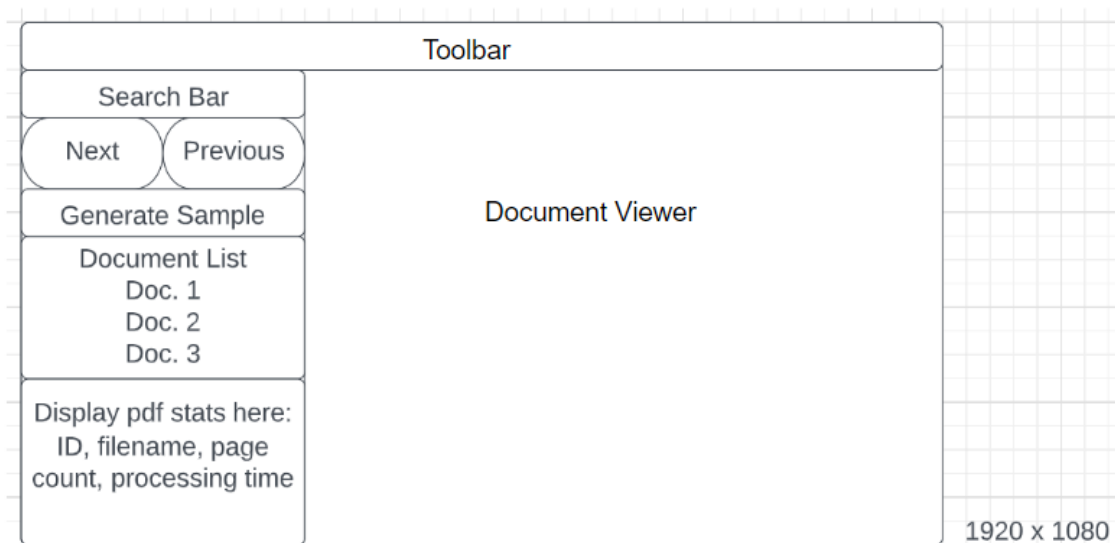 Toolbar
Search Bar
Next
Previous
Generate Sample
Document List
Doc. 1
Doc. 2
Doc. 3
Display pdf stats here:
ID, filename, page
count, processing time
Document Viewer
1920 x 1080